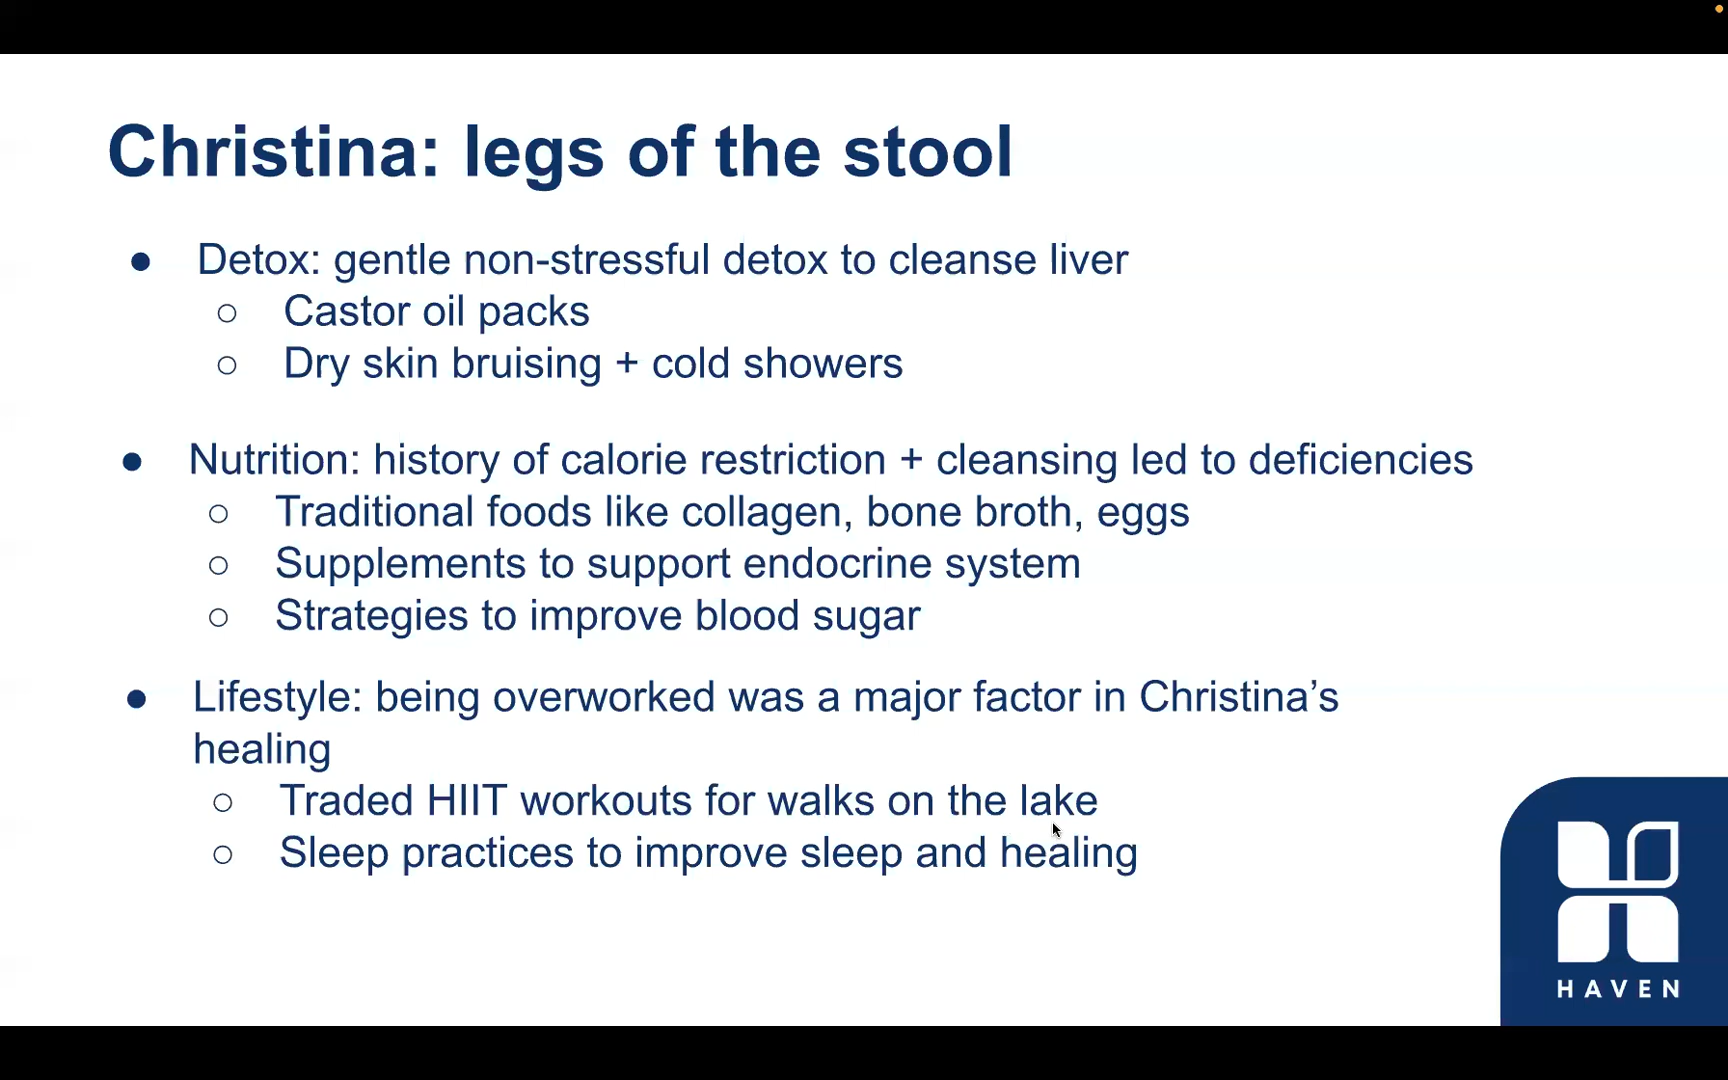 Christina: legs of the stool
● Detox: gentle non-stressful detox to cleanse liver
○ Castor oil packs
○ Dry skin bruising + cold showers
● Nutrition: history of calorie restriction + cleansing led to deficiencies
○ Traditional foods like collagen, bone broth, eggs
○ Supplements to support endocrine system
○ Strategies to improve blood sugar
● Lifestyle: being overworked was a major factor in Christina’s
healing
○ Traded HIIT workouts for walks on the lake
○ Sleep practices to improve sleep and healing
HAVEN